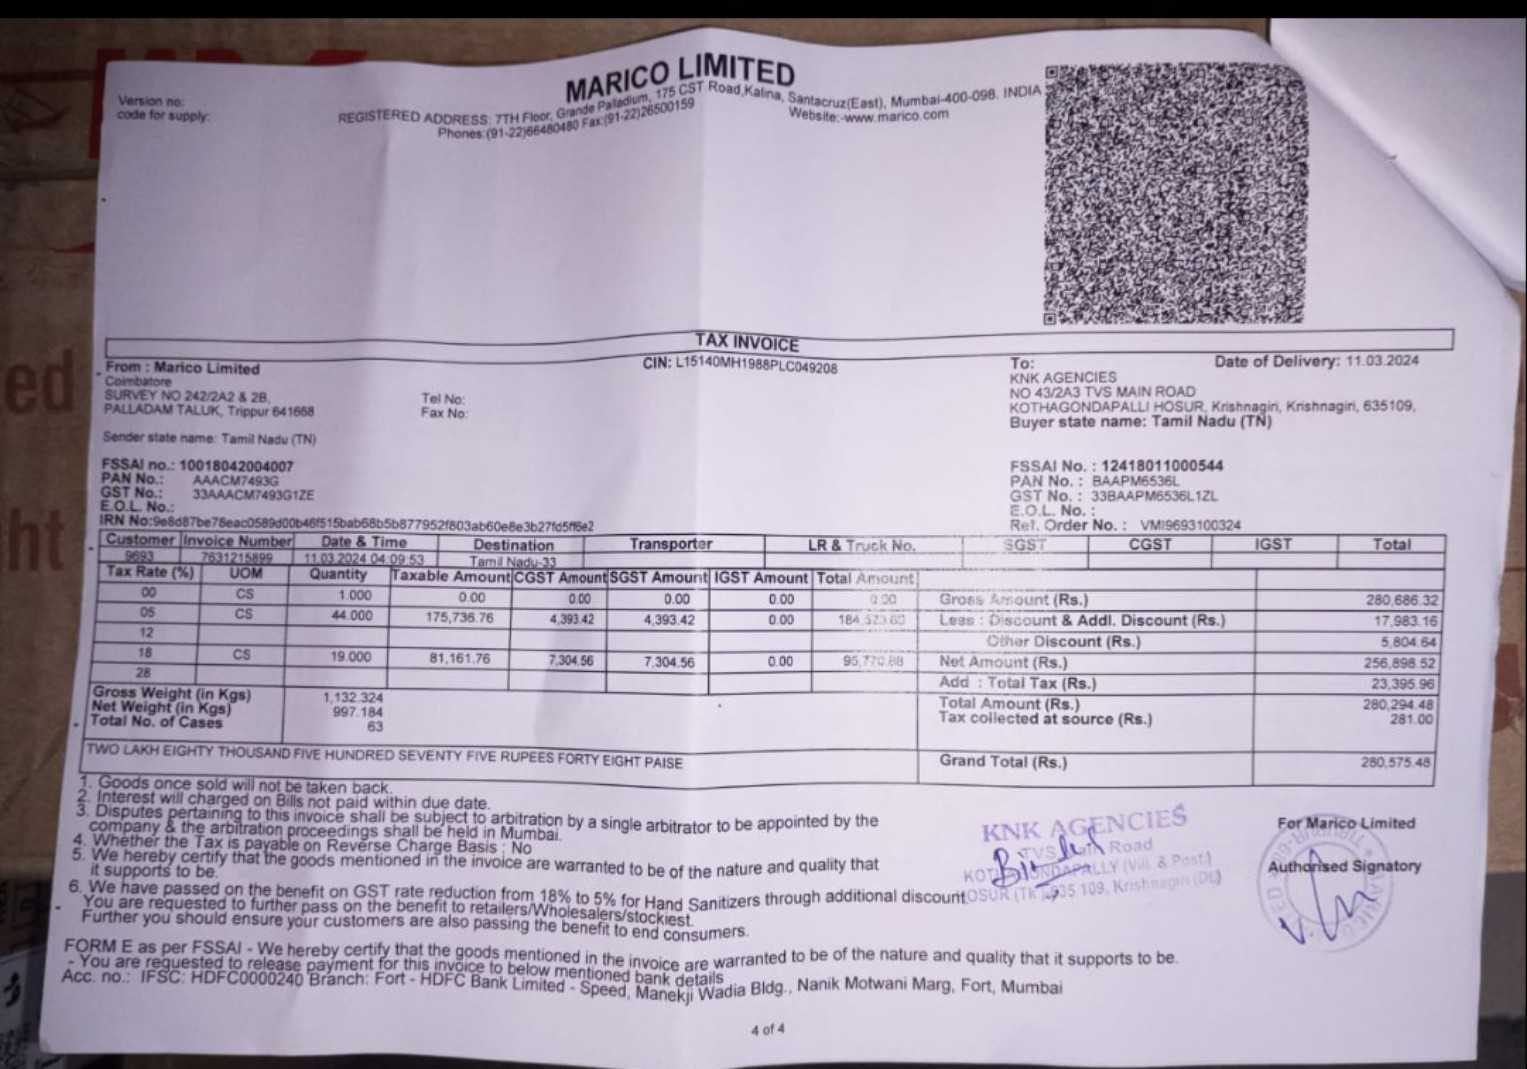 MARICO LIMITED
Version no:
code for supply:
REGISTERED ADDRESS: 7TH Floor, Grande Palladium, 175 CST Road,Kalina, Santacruz(East), Mumbai-400-098. INDIA
Phones:(91-22)66480480 Fax:(91-22)26500159 Website:-www.marico.com
TAX INVOICE
From : Marico Limited
Coimbatore
SURVEY NO 242/2A2 & 2B,
PALLADAM TALUK, Trippur 641668
Sender state name: Tamil Nadu (TN)
Tel No:
Fax No:
CIN: L15140MH1988PLC049208
To: Date of Delivery: 11.03.2024
KNK AGENCIES
NO 43/2A3 TVS MAIN ROAD
KOTHAGONDAPALLI HOSUR, Krishnagiri, Krishnagiri, 635109,
Buyer state name: Tamil Nadu (TN)
FSSAI no.: 10018042004007
PAN No.: AAACM7493G
GST No.: 33AAACM7493G1ZE
E.O.L. No.:
IRN No:9e8d87be76eac0589d00b46f515bab68b5b877952f803ab60e8e3b27fd5ff6e2
FSSAI No. : 12418011000544
PAN No. : BAAPM6536L
GST No. : 33BAAPM6536L1ZL
E.O.L. No. :
Ref. Order No. : VMI9693100324
Customer Invoice Number Date & Time Destination Transporter LR & Truck No. SGST CGST IGST Total
9693 7631215899 11.03.2024 04:09:53 Tamil Nadu-33
Tax Rate (%) UOM Quantity Taxable Amount CGST Amount SGST Amount IGST Amount Total Amount
00 CS 1.000 0.00 0.00 0.00 0.00 0.00 Gross Amount (Rs.) 280,686.32
05 CS 44.000 175,736.76 4,393.42 4,393.42 0.00 184,523.60 Less : Discount & Addl. Discount (Rs.) 17,983.16
12 Other Discount (Rs.) 5,804.64
18 CS 19.000 81,161.76 7,304.56 7,304.56 0.00 95,770.88 Net Amount (Rs.) 256,898.52
28 Add : Total Tax (Rs.) 23,395.96
Gross Weight (in Kgs) 1,132.324 Total Amount (Rs.) 280,294.48
Net Weight (in Kgs) 997.184 Tax collected at source (Rs.) 281.00
Total No. of Cases 63
TWO LAKH EIGHTY THOUSAND FIVE HUNDRED SEVENTY FIVE RUPEES FORTY EIGHT PAISE Grand Total (Rs.) 280,575.48
1. Goods once sold will not be taken back.
2. Interest will charged on Bills not paid within due date.
3. Disputes pertaining to this invoice shall be subject to arbitration by a single arbitrator to be appointed by the
company & the arbitration proceedings shall be held in Mumbai.
4. Whether the Tax is payable on Reverse Charge Basis : No
5. We hereby certify that the goods mentioned in the invoice are warranted to be of the nature and quality that
it supports to be.
6. We have passed on the benefit on GST rate reduction from 18% to 5% for Hand Sanitizers through additional discount
You are requested to further pass on the benefit to retailers/Wholesalers/stockiest.
Further you should ensure your customers are also passing the benefit to end consumers.
KNK AGENCIES
TVS Main Road
(Vill. & Post.)
HOSUR (TK) 635 109, Krishnagiri (Dt.)
For Marico Limited
Authorised Signatory
FORM E as per FSSAI - We hereby certify that the goods mentioned in the invoice are warranted to be of the nature and quality that it supports to be.
- You are requested to release payment for this invoice to below mentioned bank details
Acc. no.: IFSC: HDFC0000240 Branch: Fort - HDFC Bank Limited - Speed, Manekji Wadia Bldg., Nanik Motwani Marg, Fort, Mumbai
4 of 4